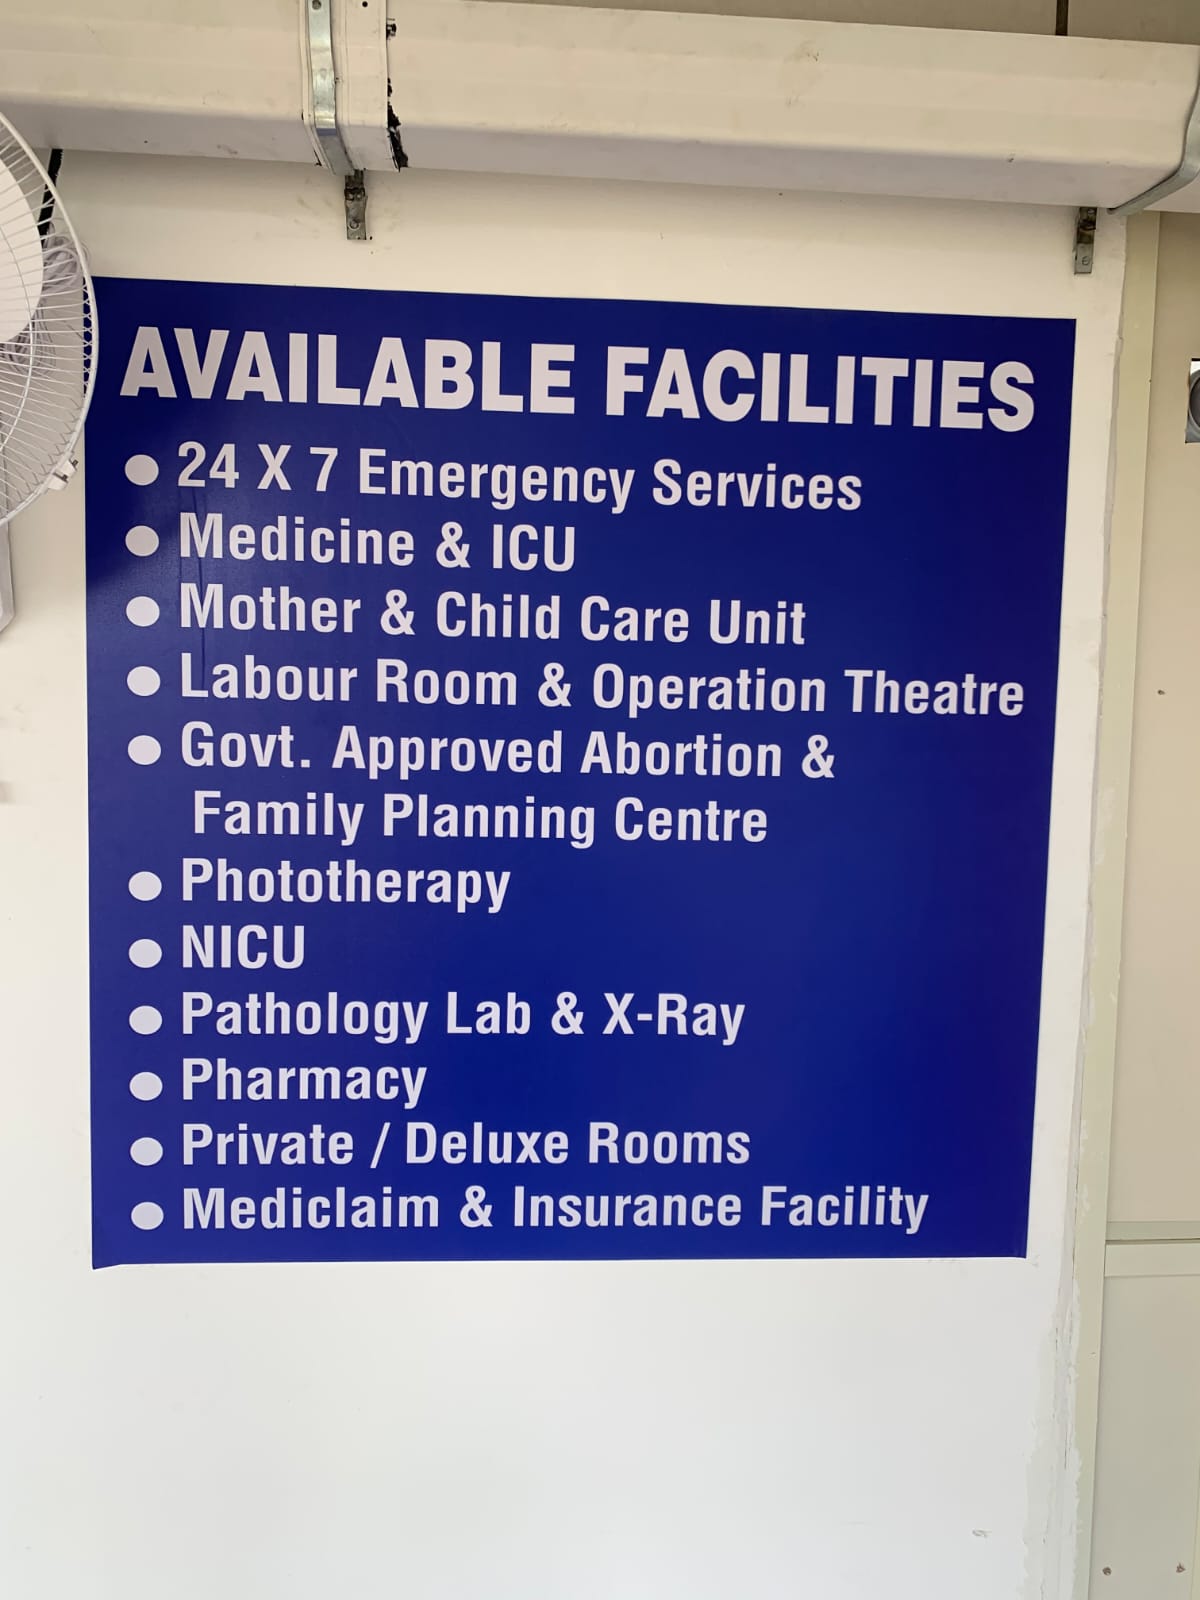 AVAILABLE FACILITIES
● 24 X 7 Emergency Services
● Medicine & ICU
● Mother & Child Care Unit
● Labour Room & Operation Theatre
● Govt. Approved Abortion &
Family Planning Centre
● Phototherapy
● NICU
● Pathology Lab & X-Ray
● Pharmacy
● Private / Deluxe Rooms
● Mediclaim & Insurance Facility